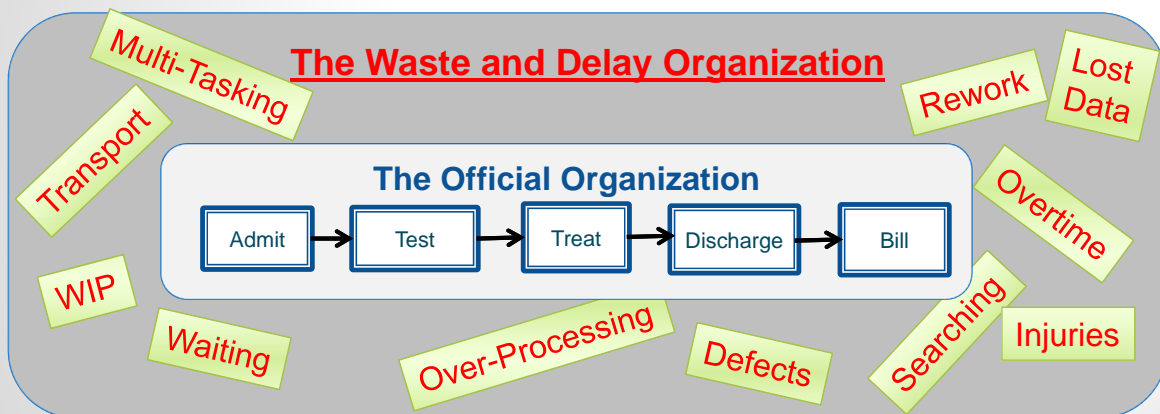 Multi-Tasking
The Waste and Delay Organization
Rework
Lost
Data
Transport
The Official Organization
Overtime
Admit
Test
Treat
Discharge
Bill
WIP
Waiting
Over-Processing
Defects
Searching
Injuries